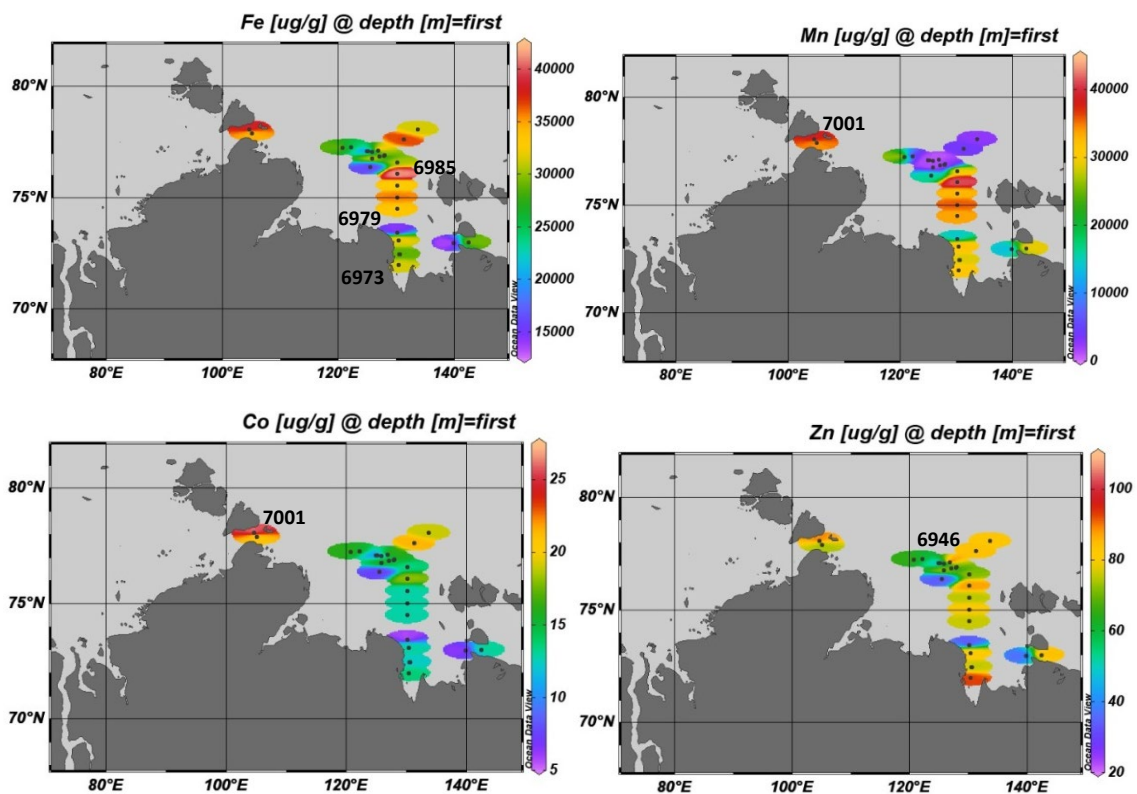 Fe [ug/g] @ depth [m]=first
80°N
75°N
70°N
80°E
100°E
120°E
140°E
6985
6979
6973
40000
35000
30000
25000
20000
15000
Ocean Data View
Mn [ug/g] @ depth [m]=first
80°N
75°N
70°N
80°E
100°E
120°E
140°E
7001
40000
30000
20000
10000
0
Ocean Data View
Co [ug/g] @ depth [m]=first
80°N
75°N
70°N
80°E
100°E
120°E
140°E
7001
25
20
15
10
5
Ocean Data View
Zn [ug/g] @ depth [m]=first
80°N
75°N
70°N
80°E
100°E
120°E
140°E
6946
100
80
60
40
20
Ocean Data View